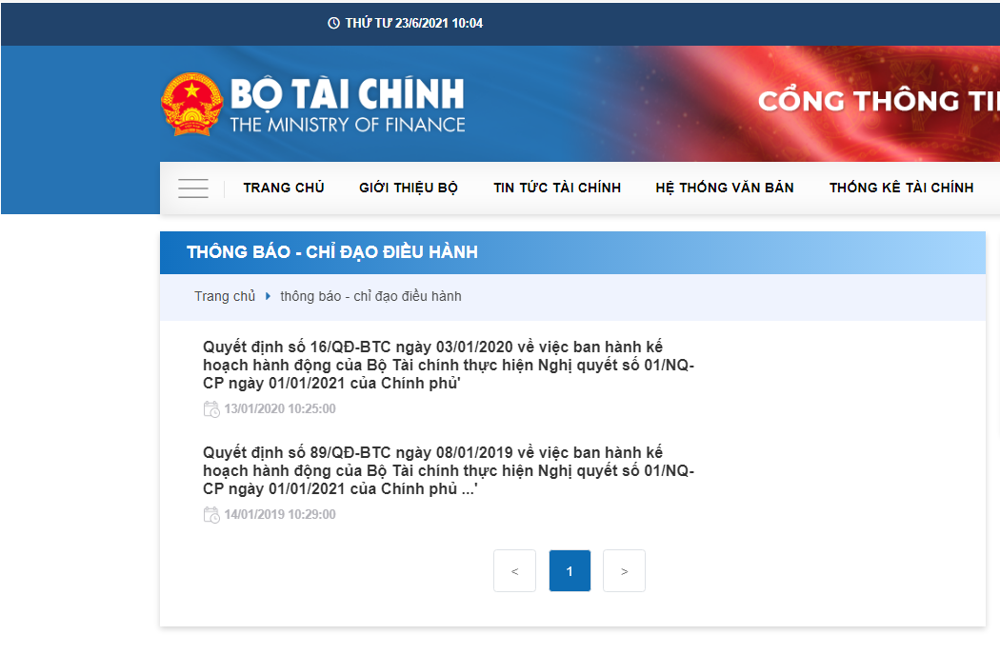 THỨ TƯ 23/6/2021 10:04
BỘ TÀI CHÍNH
THE MINISTRY OF FINANCE
CỔNG THÔNG
TRANG CHỦ GIỚI THIỆU BỘ TIN TỨC TÀI CHÍNH HỆ THỐNG VĂN BẢN THỐNG KÊ TÀI CHÍNH
THÔNG BÁO - CHỈ ĐẠO ĐIỀU HÀNH
Trang chủ thông báo - chỉ đạo điều hành
Quyết định số 16/QĐ-BTC ngày 03/01/2020 về việc ban hành kế
hoạch hành động của Bộ Tài chính thực hiện Nghị quyết số 01/NQ-
CP ngày 01/01/2021 của Chính phủ'
13/01/2020 10:25:00
Quyết định số 89/QĐ-BTC ngày 08/01/2019 về việc ban hành kế
hoạch hành động của Bộ Tài chính thực hiện Nghị quyết số 01/NQ-
CP ngày 01/01/2021 của Chính phủ ...'
14/01/2019 10:29:00
< 1 >